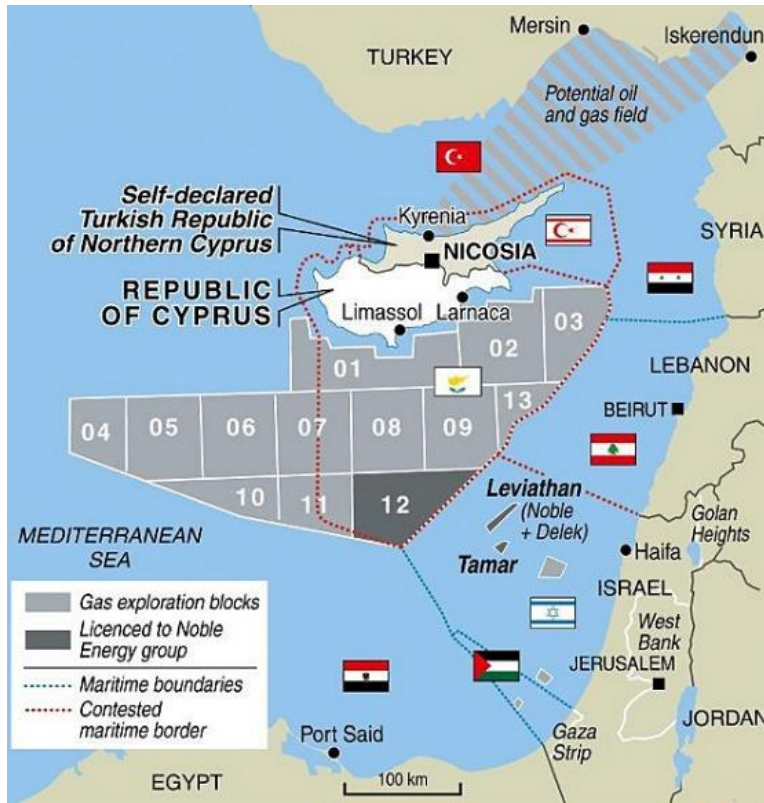 Mersin
Iskerendun
TURKEY
Potential oil
and gas field
Self-declared
Turkish Republic
of Northern Cyprus
Kyrenia
NICOSIA
SYRIA
REPUBLIC
OF CYPRUS
Limassol
Larnaca
01
02
03
LEBANON
BEIRUT
04
05
06
07
08
09
13
10
11
12
Leviathan
(Noble
+ Delek)
Tamar
Golan
Heights
MEDITERRANEAN
SEA
Haifa
ISRAEL
West
Bank
JERUSALEM
Gas exploration blocks
Licenced to Noble
Energy group
Maritime boundaries
Contested
maritime border
Port Said
Gaza
Strip
JORDAN
EGYPT
100 km